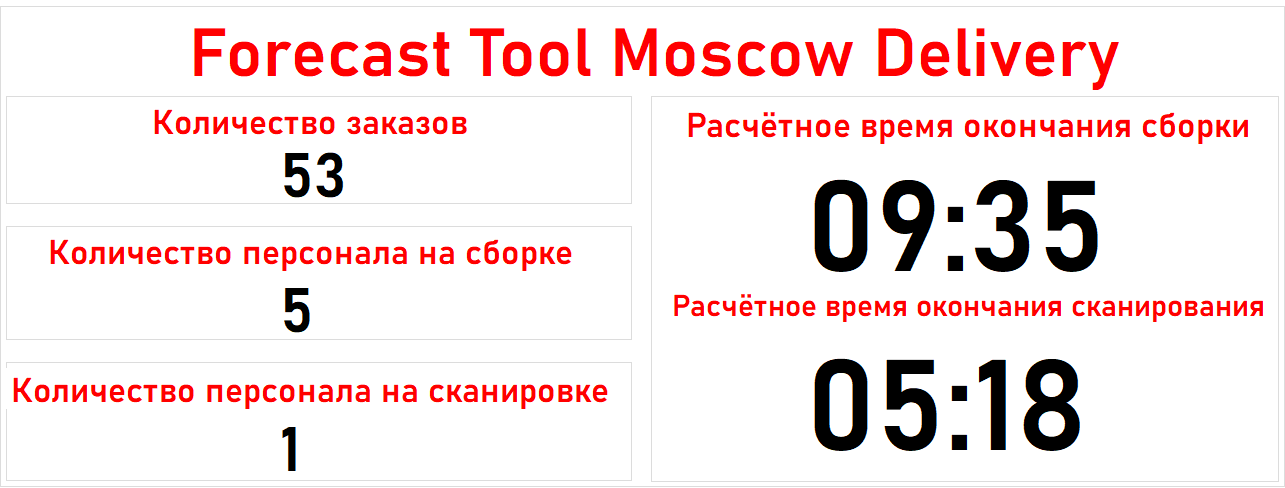 Forecast Tool Moscow Delivery
Количество заказов
53
Количество персонала на сборке
5
Количество персонала на сканировке
1
Расчётное время окончания сборки
09:35
Расчётное время окончания сканирования
05:18